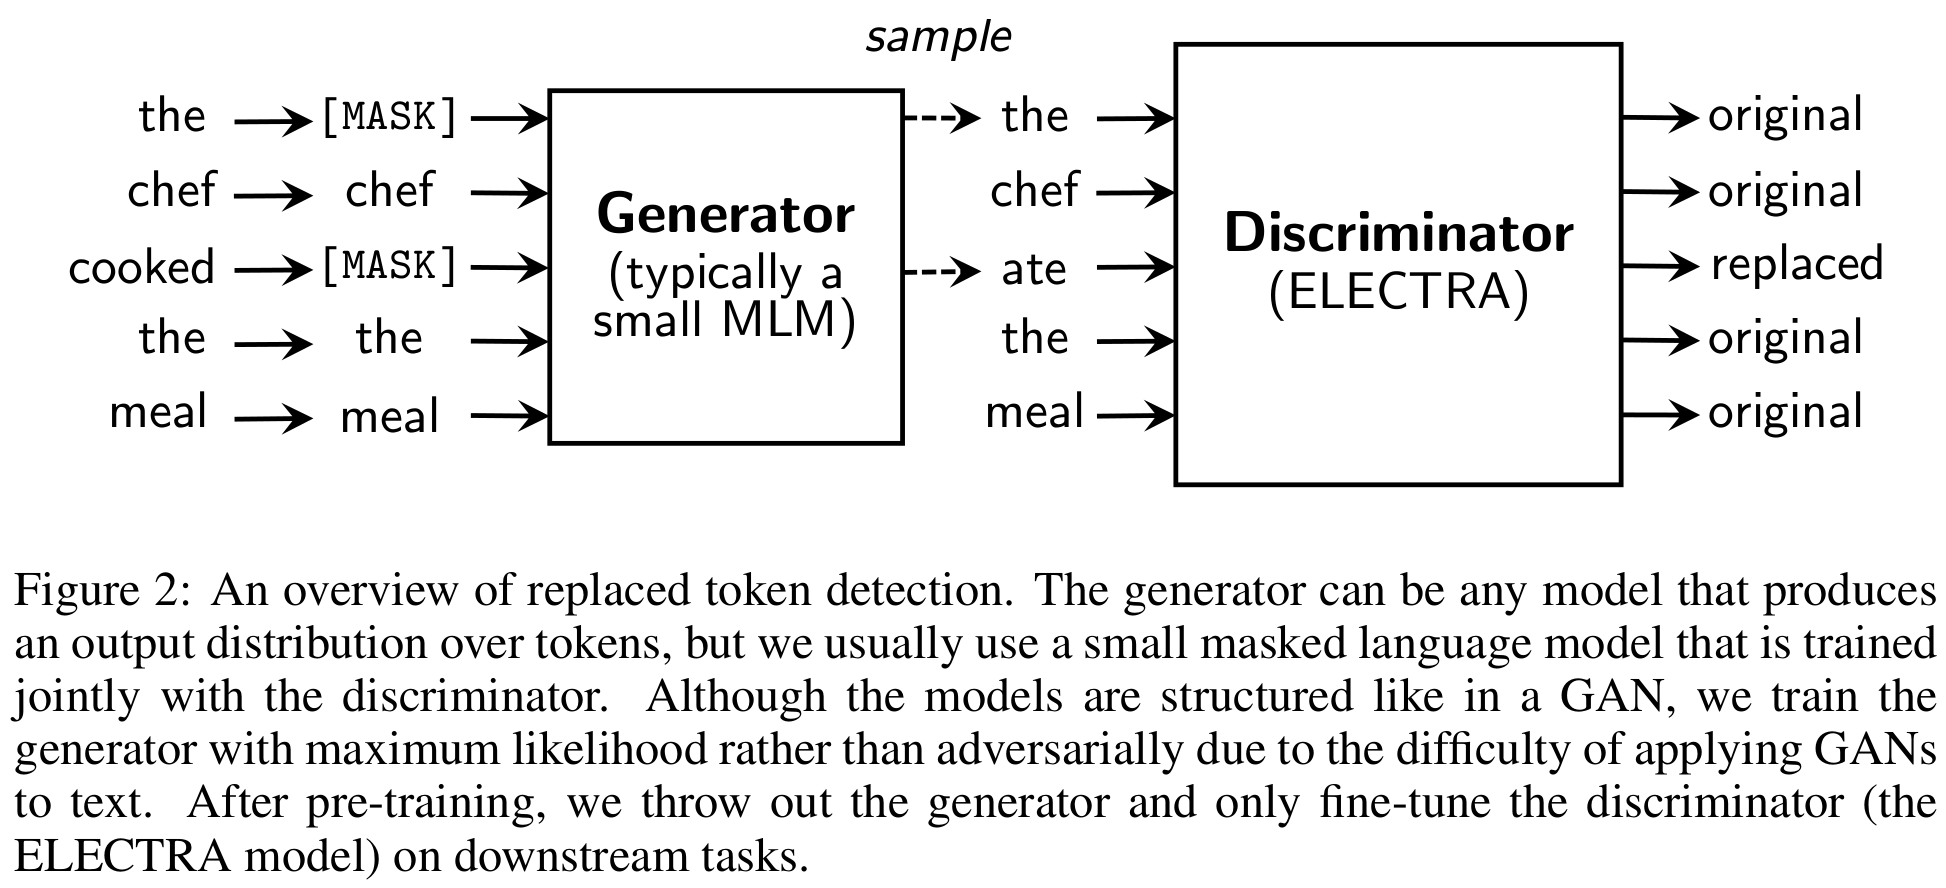 sample
the [MASK] the original
chef chef chef original
Generator
Discriminator
cooked [MASK] (typically a ate (ELECTRA) replaced
small MLM)
the the the original
meal meal meal original
Figure 2: An overview of replaced token detection. The generator can be any model that produces
an output distribution over tokens, but we usually use a small masked language model that is trained
jointly with the discriminator. Although the models are structured like in a GAN, we train the
generator with maximum likelihood rather than adversarially due to the difficulty of applying GANs
to text. After pre-training, we throw out the generator and only fine-tune the discriminator (the
ELECTRA model) on downstream tasks.